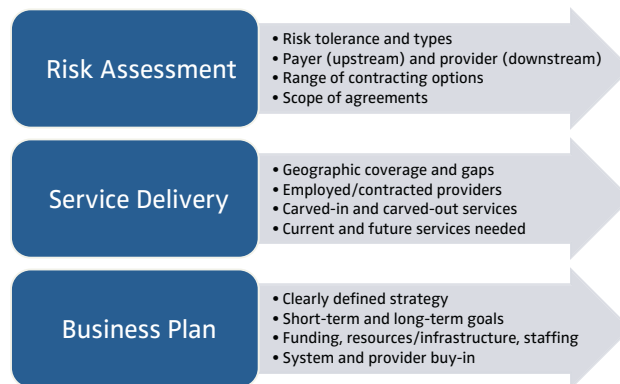 Risk Assessment
• Risk tolerance and types
• Payer (upstream) and provider (downstream)
• Range of contracting options
• Scope of agreements
Service Delivery
• Geographic coverage and gaps
• Employed/contracted providers
• Carved-in and carved-out services
• Current and future services needed
Business Plan
• Clearly defined strategy
• Short-term and long-term goals
• Funding, resources/infrastructure, staffing
• System and provider buy-in